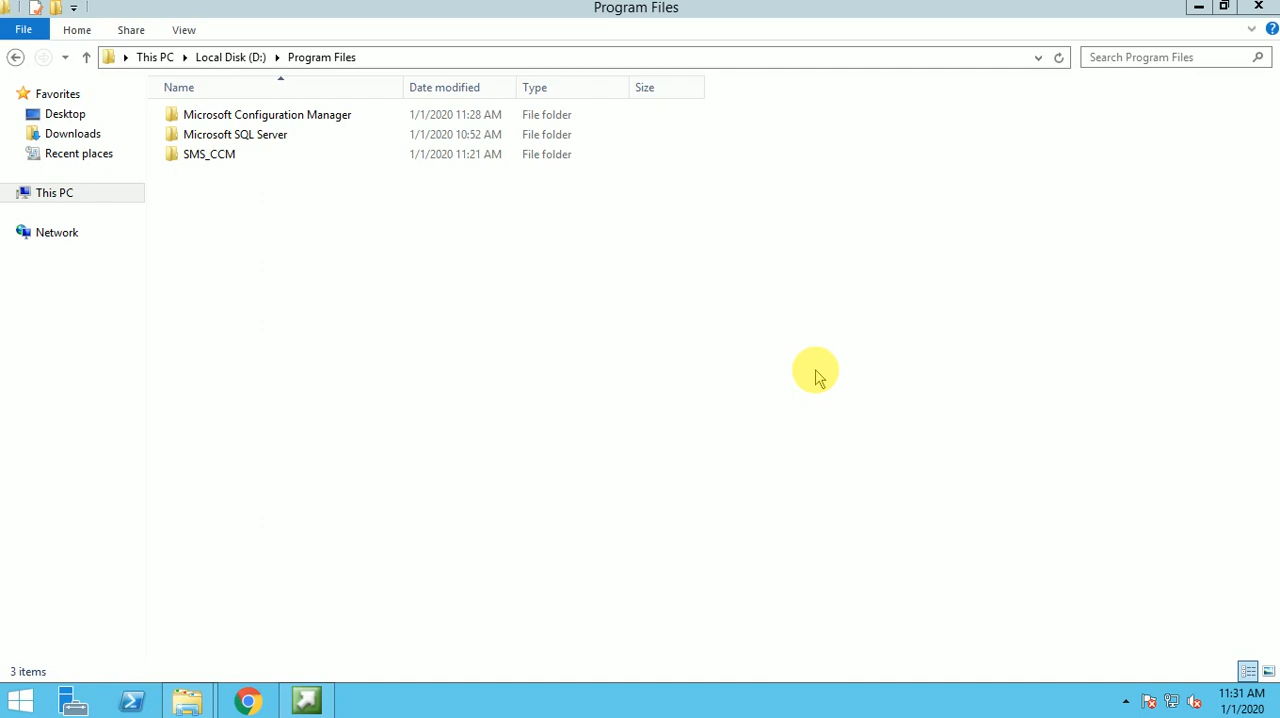 Program Files
File Home Share View
This PC Local Disk (D:) Program Files
Search Program Files
Name Date modified Type Size
Favorites
Desktop
Downloads
Recent places
This PC
Network
Microsoft Configuration Manager 1/1/2020 11:28 AM File folder
Microsoft SQL Server 1/1/2020 10:52 AM File folder
SMS_CCM 1/1/2020 11:21 AM File folder
3 items
11:31 AM
1/1/2020